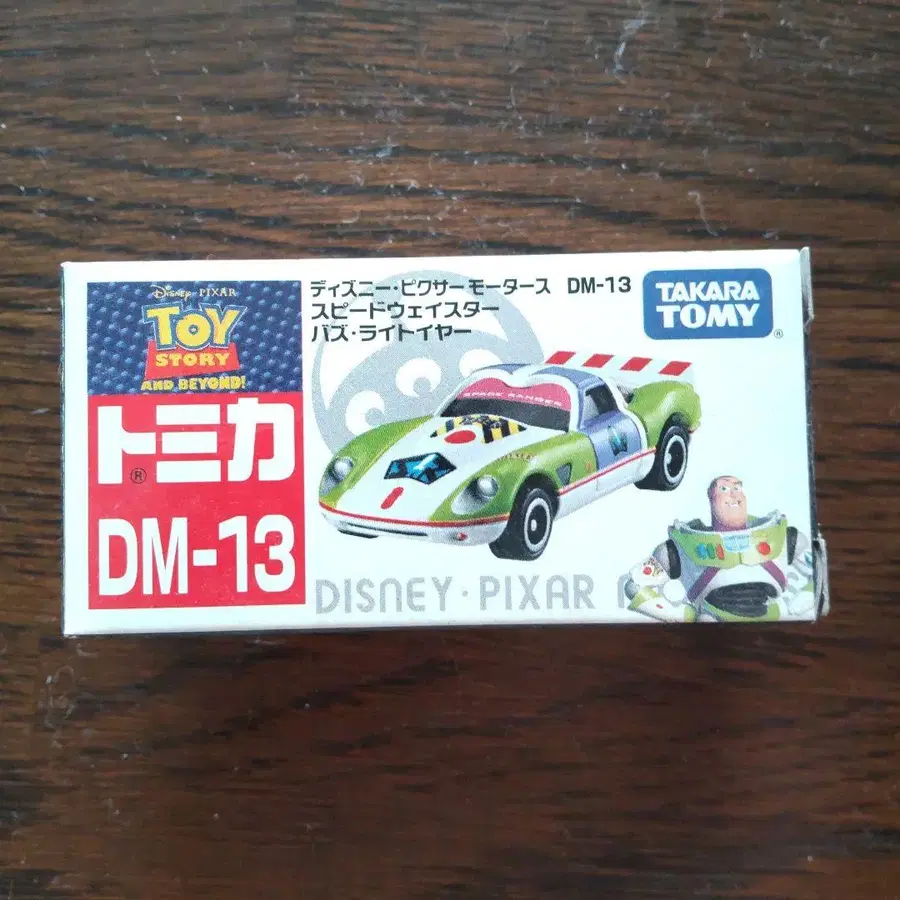 DISNEY · PIXAR
TOY
STORY
AND BEYOND!
トミカ
®
DM-13
ディズニー・ピクサー モータース DM-13
スピードウェイスター
バズ・ライトイヤー
TAKARA
TOMY
®
SPACE RANGER
DISNEY · PIXAR